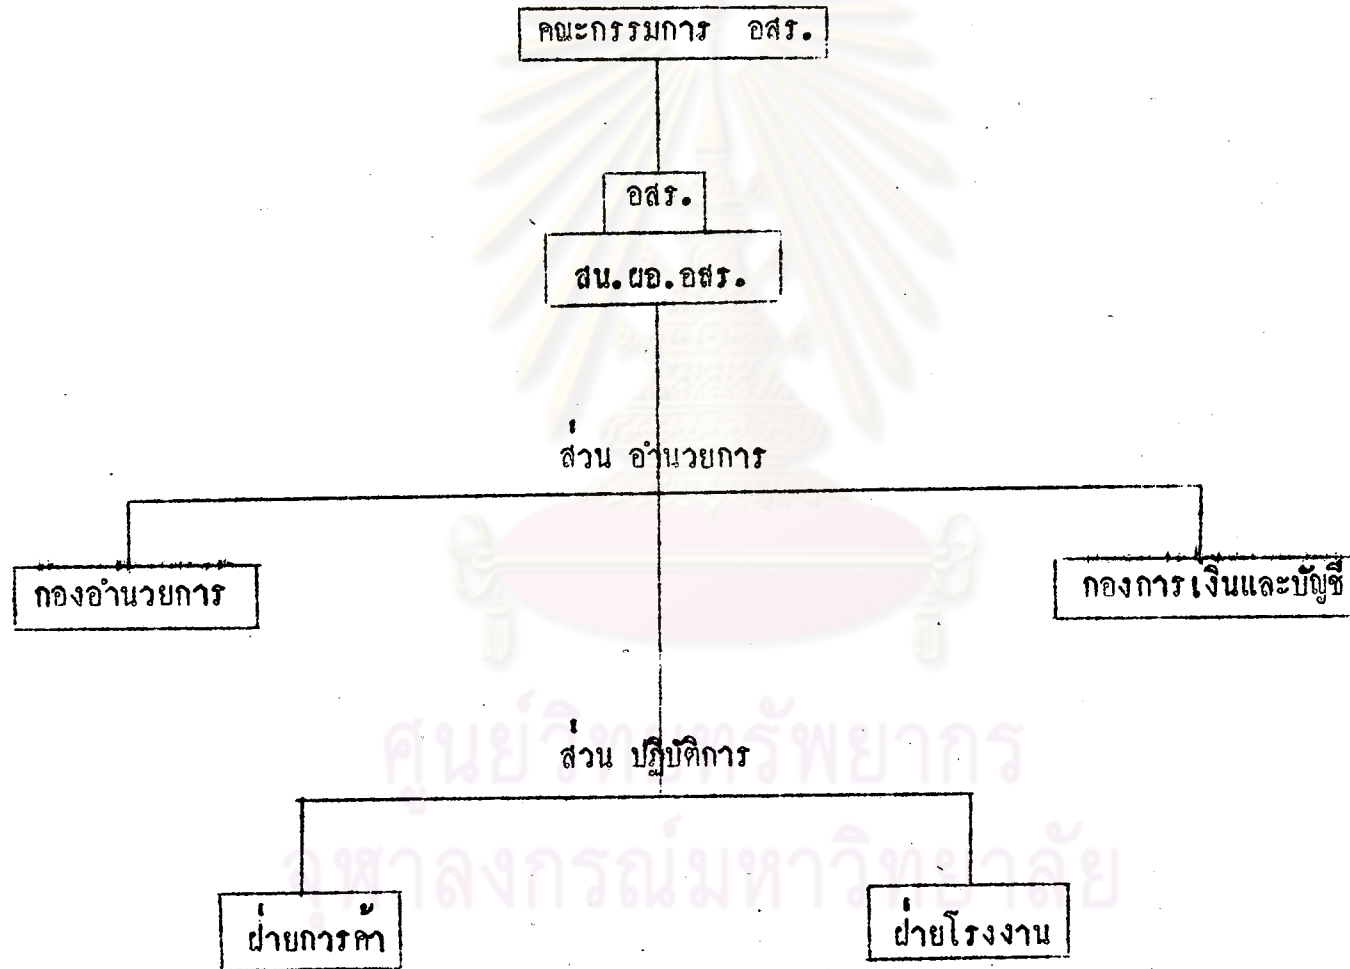 คณะกรรมการ อสร.
อสร.
สน.ผอ.อสร.
ส่วน อำนวยการ
กองอำนวยการ
กองการเงินและบัญชี
ส่วน ปฏิบัติการ
ศูนย์วิทยทรัพยากร
จุฬาลงกรณ์มหาวิทยาลัย
ฝ่ายการค้า
ฝ่ายโรงงาน